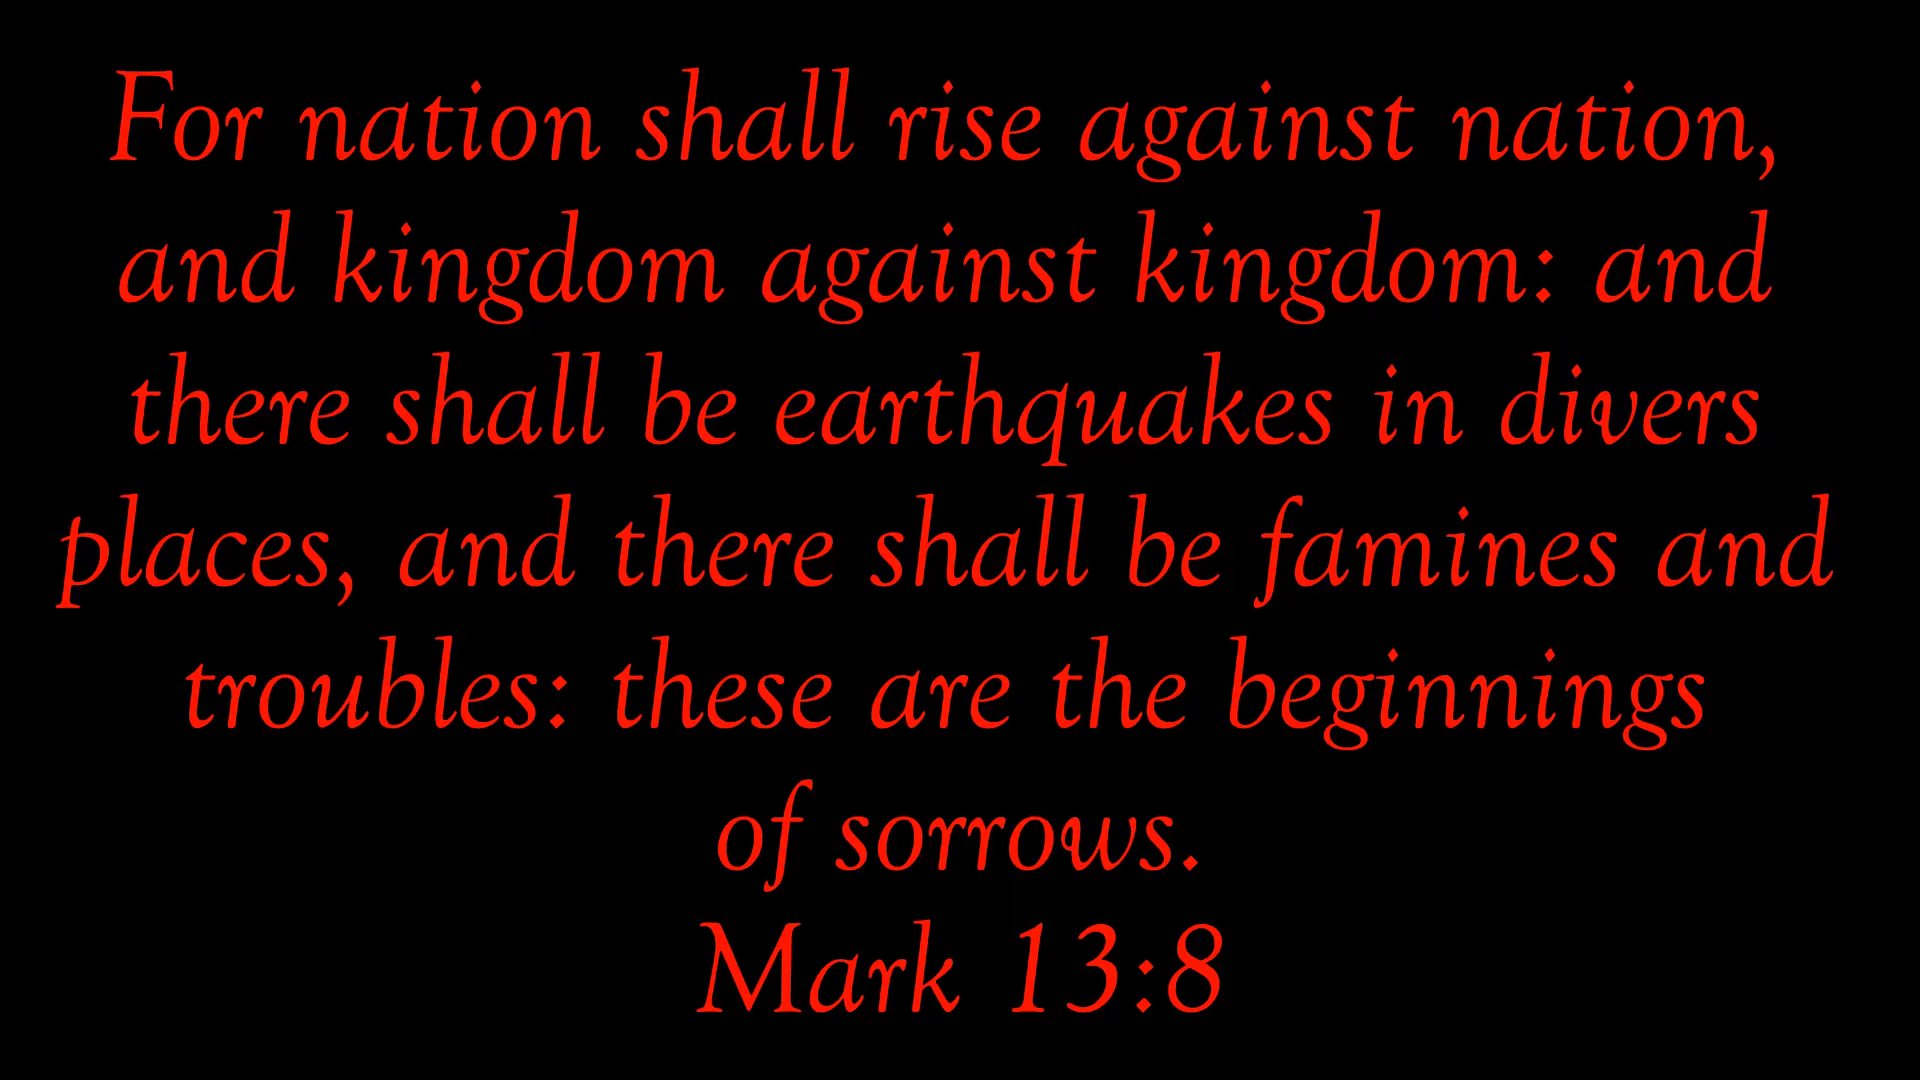 For nation shall rise against nation,
and kingdom against kingdom: and
there shall be earthquakes in divers
places, and there shall be famines and
troubles: these are the beginnings
of sorrows.
Mark 13:8